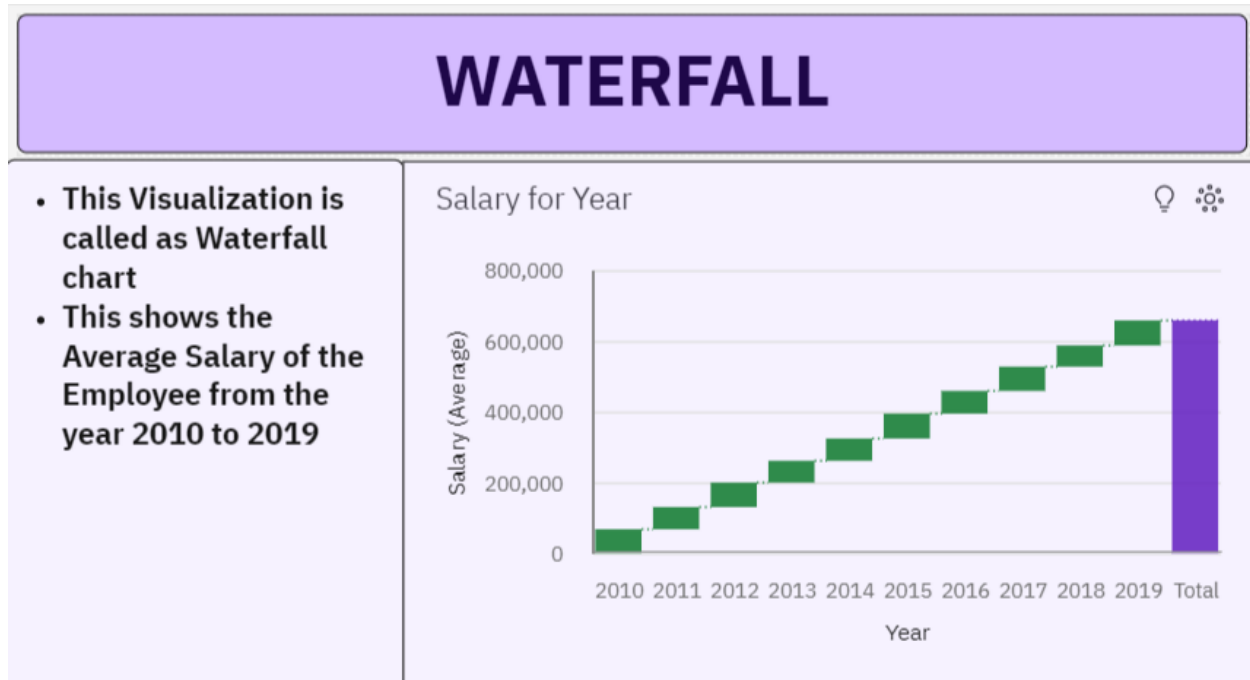 WATERFALL
• This Visualization is
called as Waterfall
chart
• This shows the
Average Salary of the
Employee from the
year 2010 to 2019
Salary for Year
Salary (Average)
800,000
600,000
400,000
200,000
0
2010 2011 2012 2013 2014 2015 2016 2017 2018 2019 Total
Year